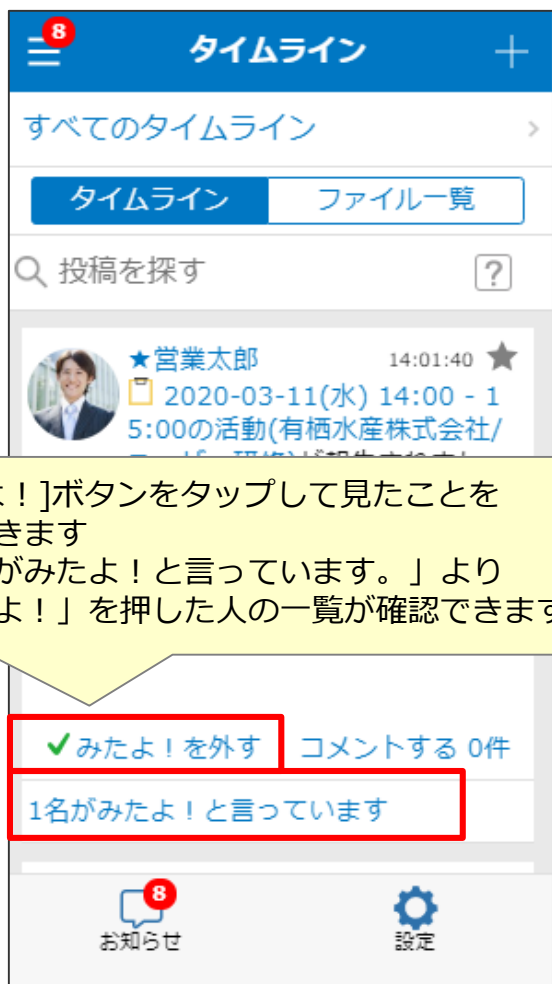 8
タイムライン
すべてのタイムライン
タイムライン ファイル一覧
投稿を探す ?
★営業太郎 14:01:40
2020-03-11(水) 14:00 - 1
5:00の活動(有栖水産株式会社/
！]ボタンをタップして見たことを
きます
がみたよ！と言っています。」より
よ！」を押した人の一覧が確認できます
みたよ！を外す コメントする 0件
1名がみたよ！と言っています
8
お知らせ 設定